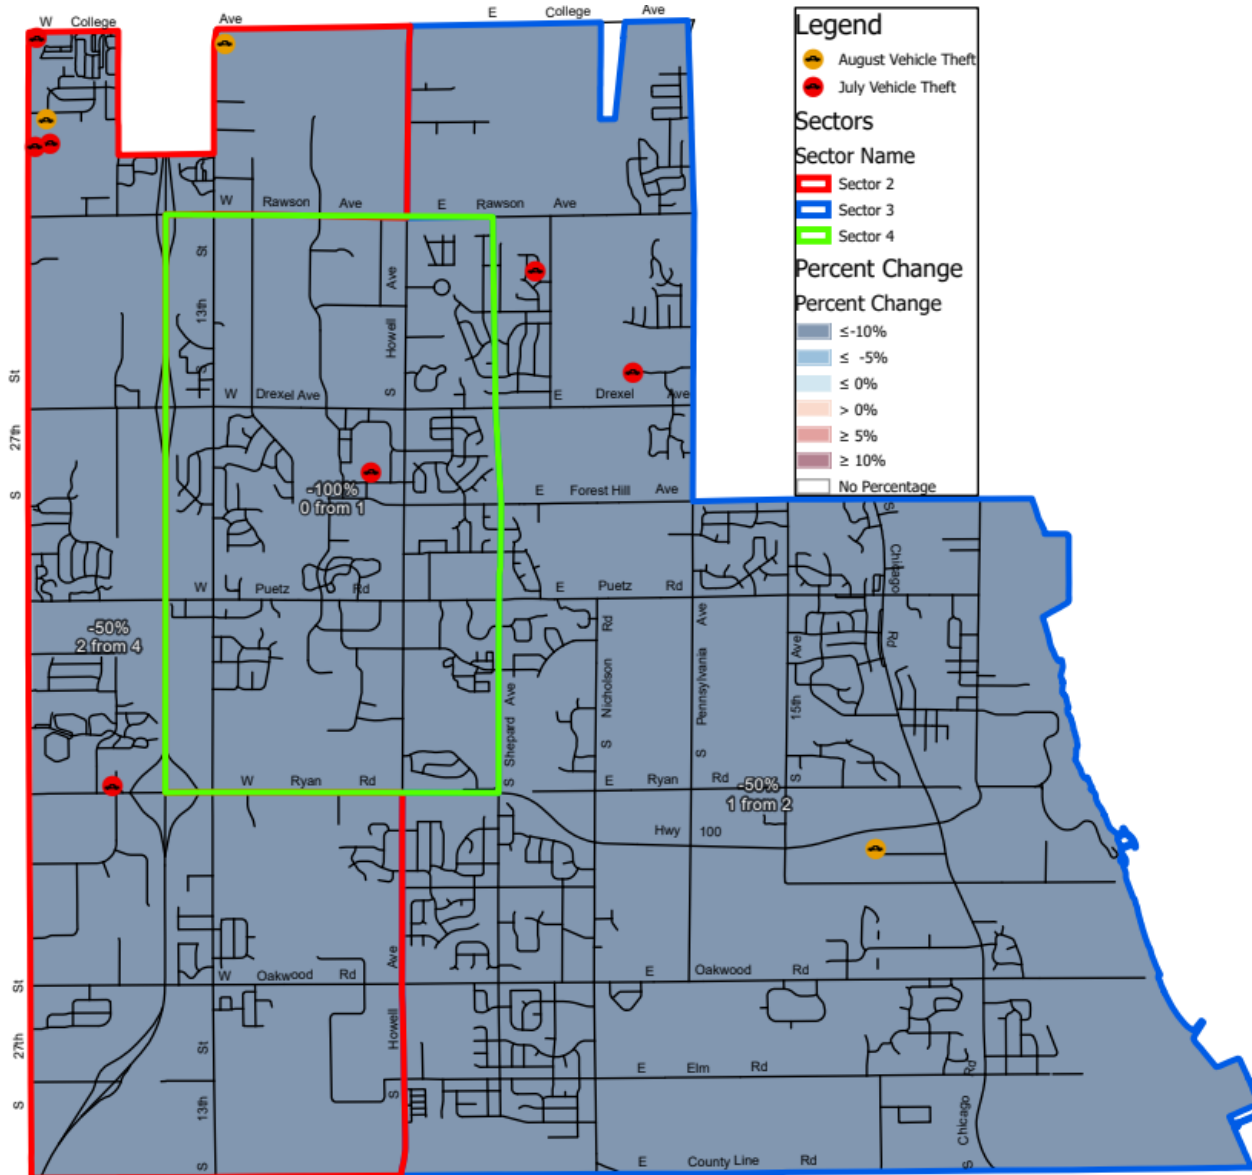 W College Ave
E College Ave
Legend
August Vehicle Theft
July Vehicle Theft
Sectors
Sector Name
Sector 2
Sector 3
Sector 4
Percent Change
Percent Change
≤-10%
≤ -5%
≤ 0%
> 0%
≥ 5%
≥ 10%
No Percentage
W Rawson Ave
E Rawson Ave
S 13th St
S Howell Ave
S 27th St
W Drexel Ave
E Drexel Ave
-100%
0 from 1
E Forest Hill Ave
S Chicago Rd
W Puetz Rd
E Puetz Rd
-50%
2 from 4
S Shepard Ave
S Nicholson Rd
S Pennsylvania Ave
S 15th Ave
W Ryan Rd
E Ryan Rd
-50%
1 from 2
Hwy 100
W Oakwood Rd
E Oakwood Rd
S 27th St
S 13th St
S Howell Ave
E Elm Rd
S Chicago Rd
E County Line Rd